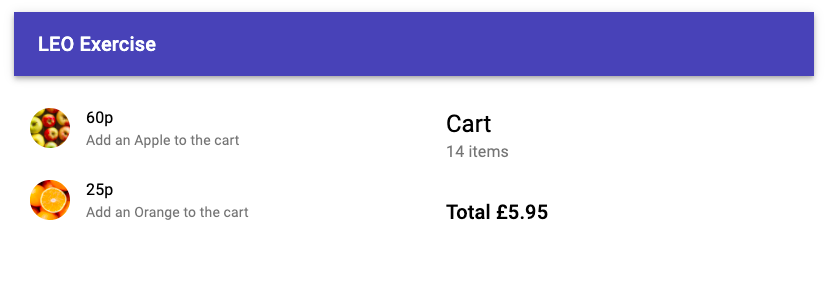 LEO Exercise
60p
Add an Apple to the cart
25p
Add an Orange to the cart
Cart
14 items
Total £5.95